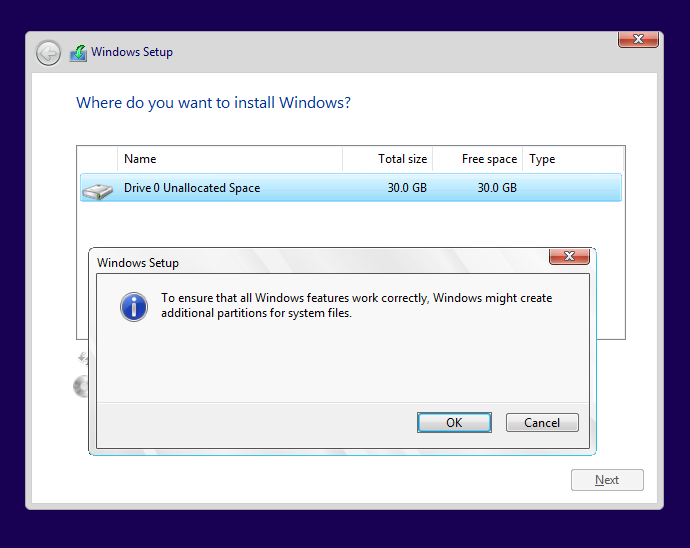 Windows Setup
Where do you want to install Windows?
Name Total size Free space Type
Drive 0 Unallocated Space 30.0 GB 30.0 GB
Windows Setup
To ensure that all Windows features work correctly, Windows might create
additional partitions for system files.
OK Cancel
Next